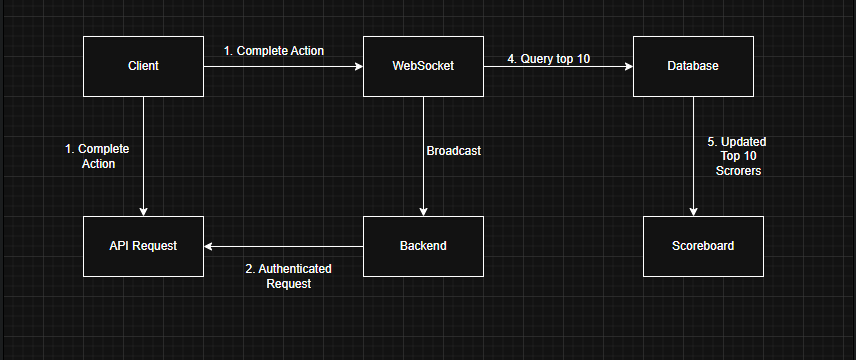 1. Complete Action
Client
WebSocket
4. Query top 10
Database
1. Complete
Action
Broadcast
5. Updated
Top 10
Scrorers
API Request
Backend
Scoreboard
2. Authenticated
Request